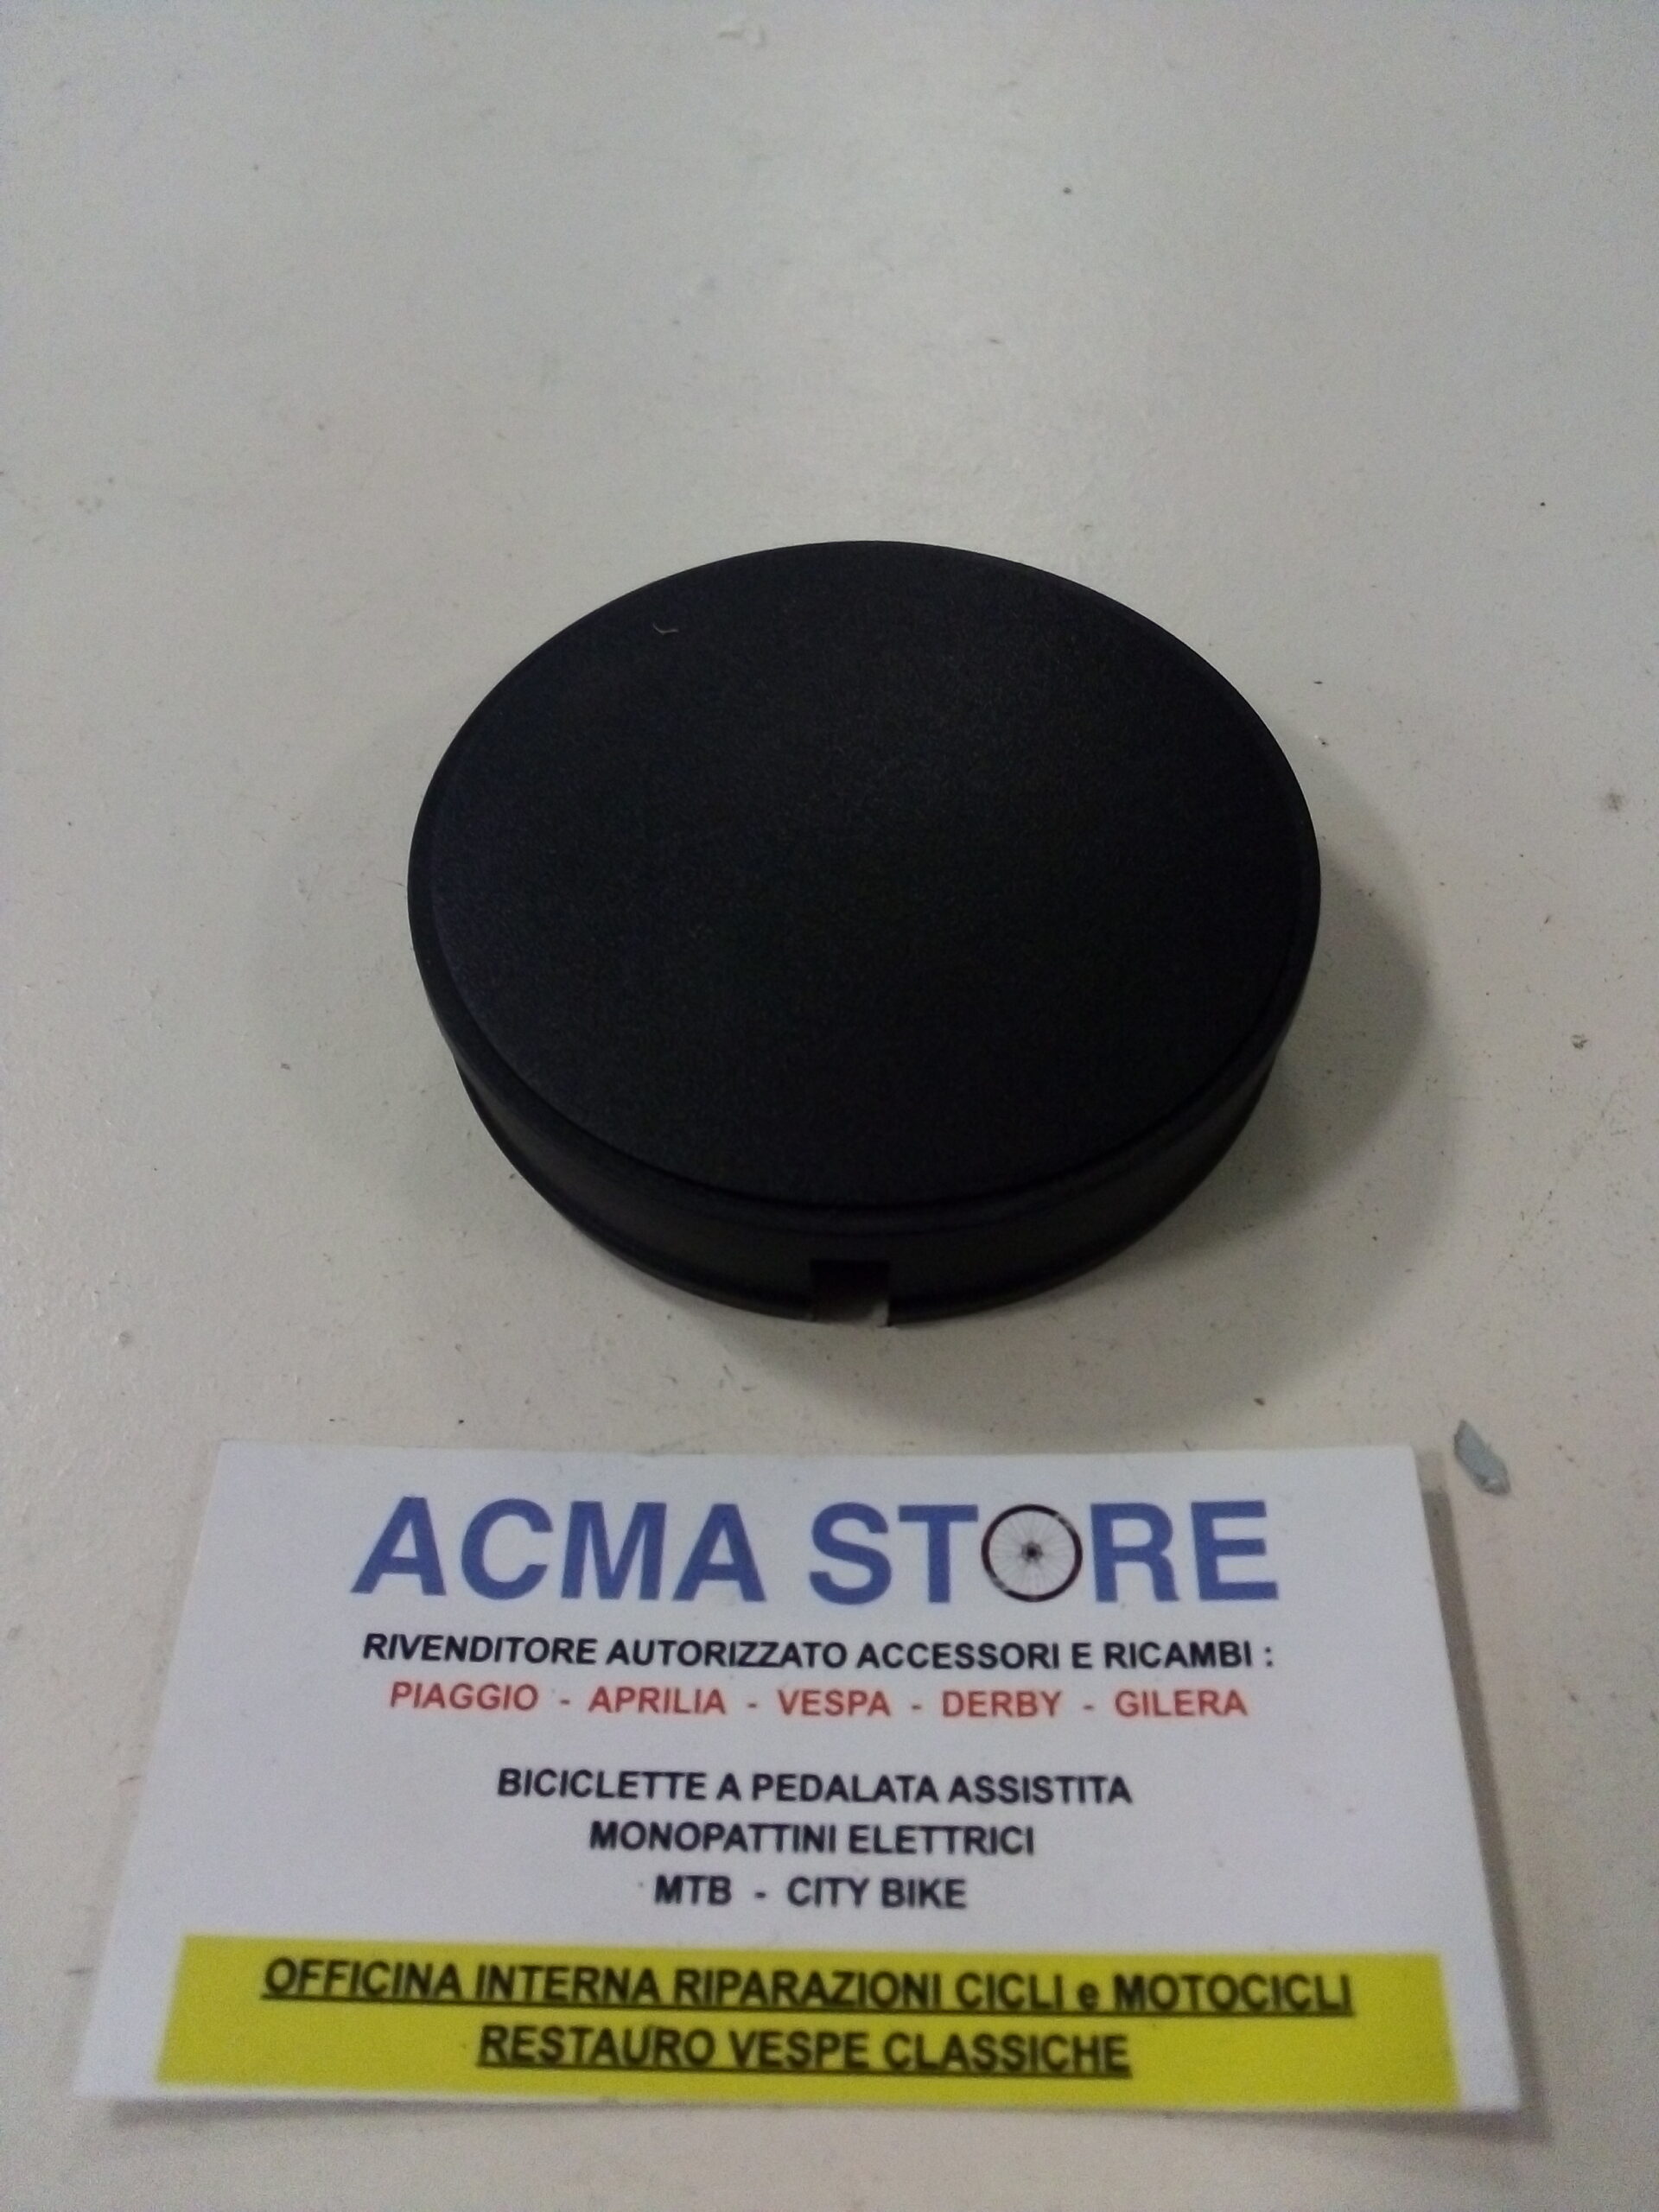 ACMA STORE
RIVENDITORE AUTORIZZATO ACCESSORI E RICAMBI :
PIAGGIO - APRILIA - VESPA - DERBY - GILERA
BICICLETTE A PEDALATA ASSISTITA
MONOPATTINI ELETTRICI
MTB - CITY BIKE
OFFICINA INTERNA RIPARAZIONI CICLI e MOTOCICLI
RESTAURO VESPE CLASSICHE